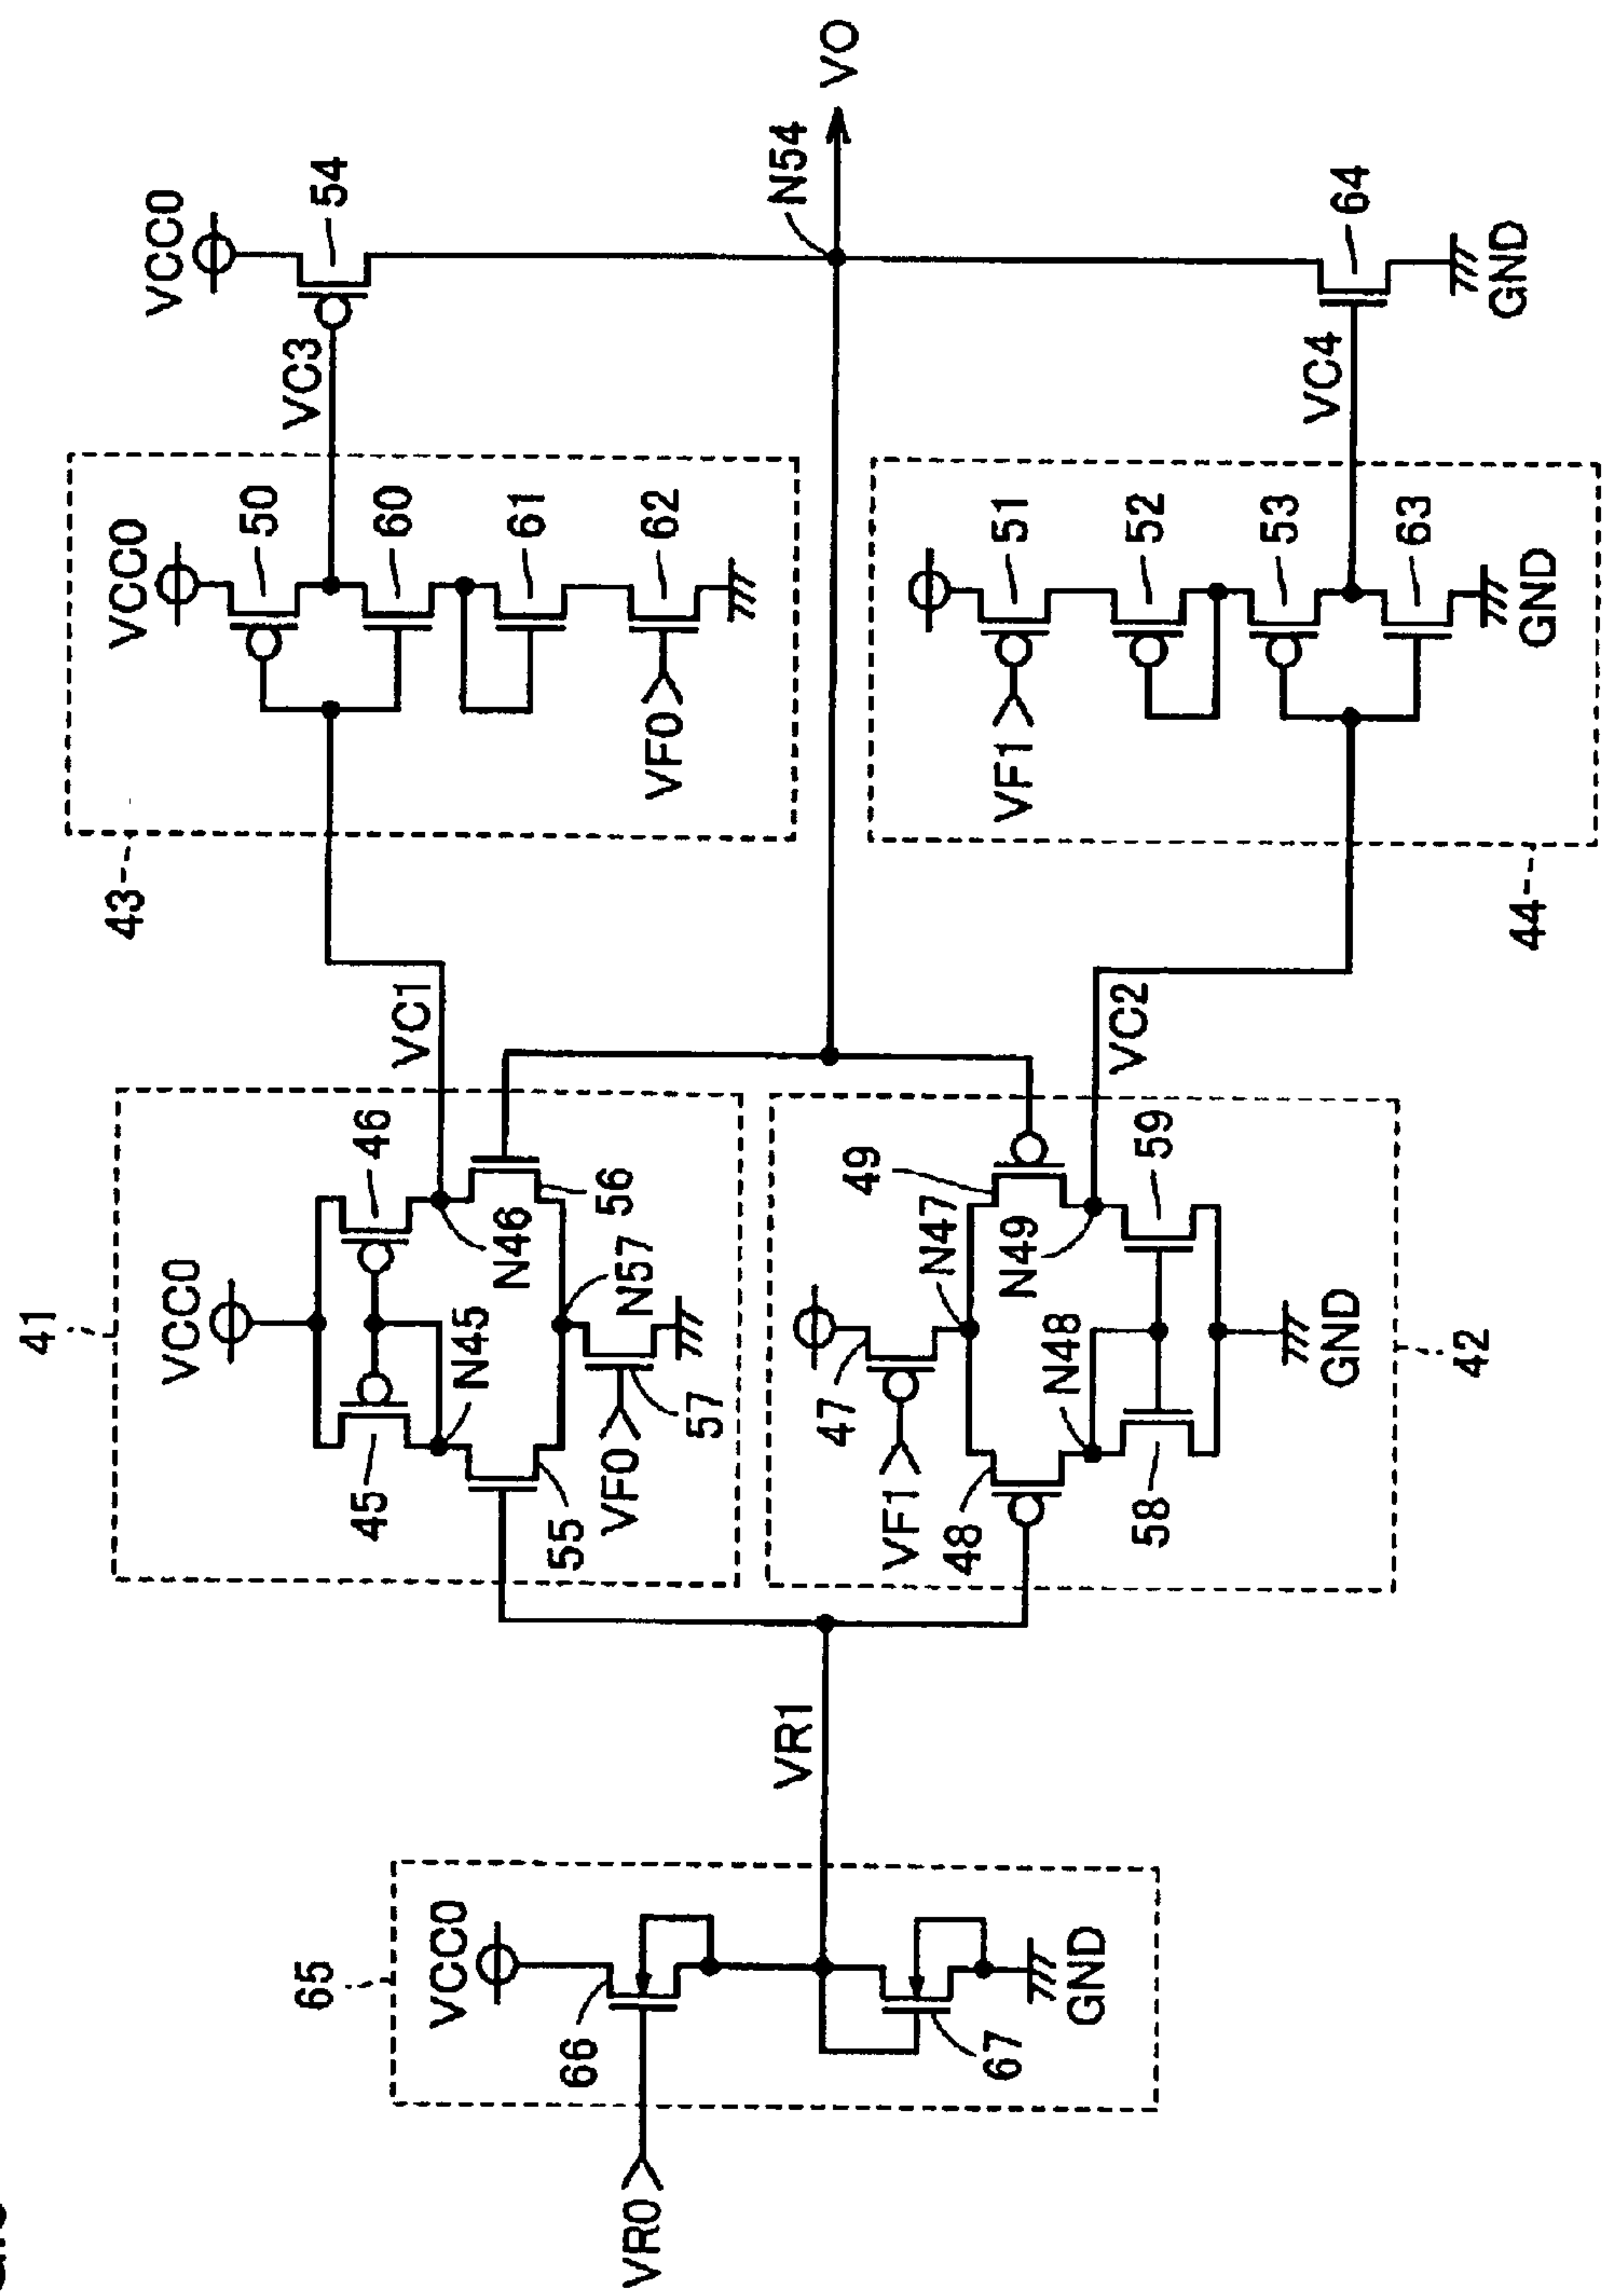 VCC0
54
VC3
N54
VO
64
VC4
GND
43
VCC0
50
60
61
62
VF0
44
51
52
53
63
VF1
GND
VC1
VC2
41
VCC0
46
N46
56
45
N45
N57
55
VF0
57
42
49
N47
N49
59
47
N48
VF1
48
58
GND
VR1
65
VCC0
66
67
GND
VR0